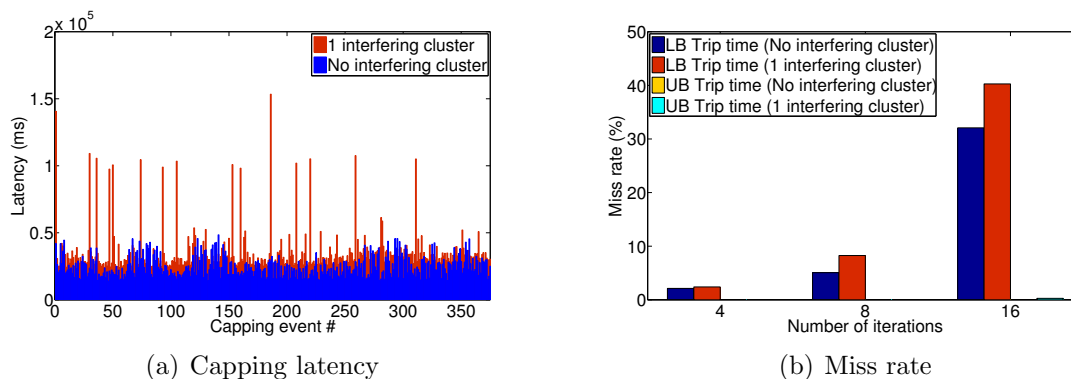 2 x 10^5
1 interfering cluster
No interfering cluster
1.5
1
0.5
0
Latency (ms)
0 50 100 150 200 250 300 350
Capping event #
(a) Capping latency
50
40
30
20
10
0
Miss rate (%)
LB Trip time (No interfering cluster)
LB Trip time (1 interfering cluster)
UB Trip time (No interfering cluster)
UB Trip time (1 interfering cluster)
4 8 16
Number of iterations
(b) Miss rate